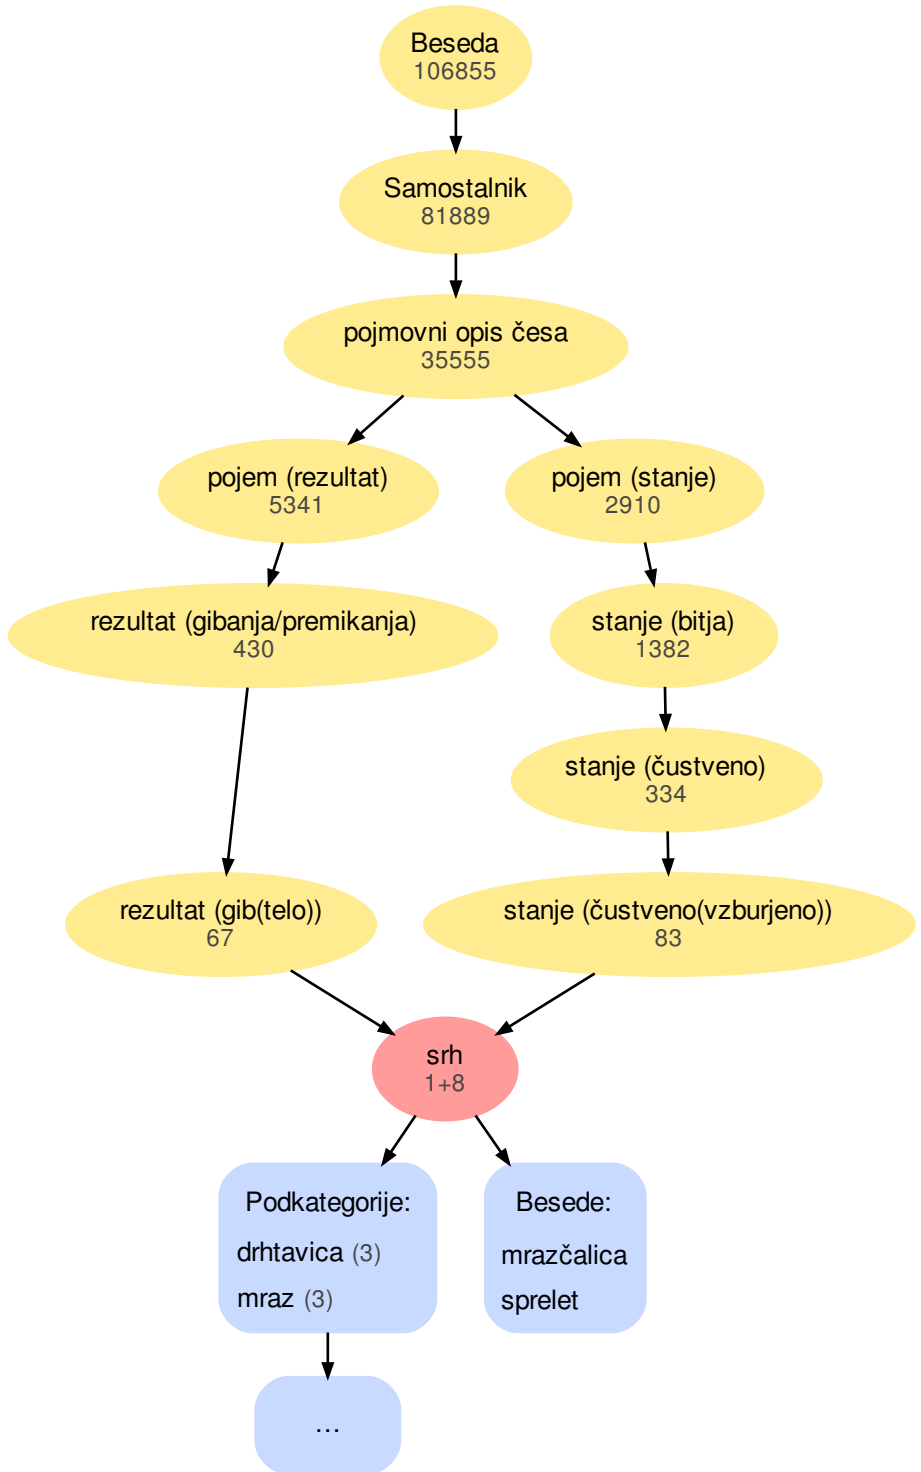 Beseda
106855
Samostalnik
81889
pojmovni opis česa
35555
pojem (rezultat)
5341
pojem (stanje)
2910
rezultat (gibanja/premikanja)
430
stanje (bitja)
1382
stanje (čustveno)
334
rezultat (gib(telo))
67
stanje (čustveno(vzburjeno))
83
srh
1+8
Podkategorije:
drhtavica (3)
mraz (3)
Besede:
mrazčalica
sprelet
...